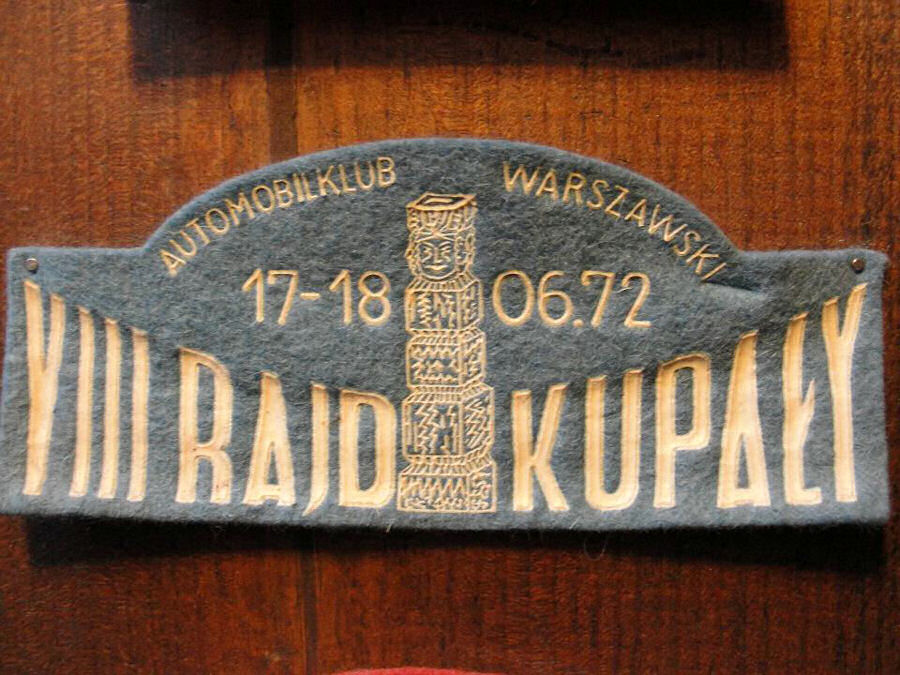 AUTOMOBILKLUB WARSZAWSKI
17-18 06.72
VIII RAJD KUPAŁY